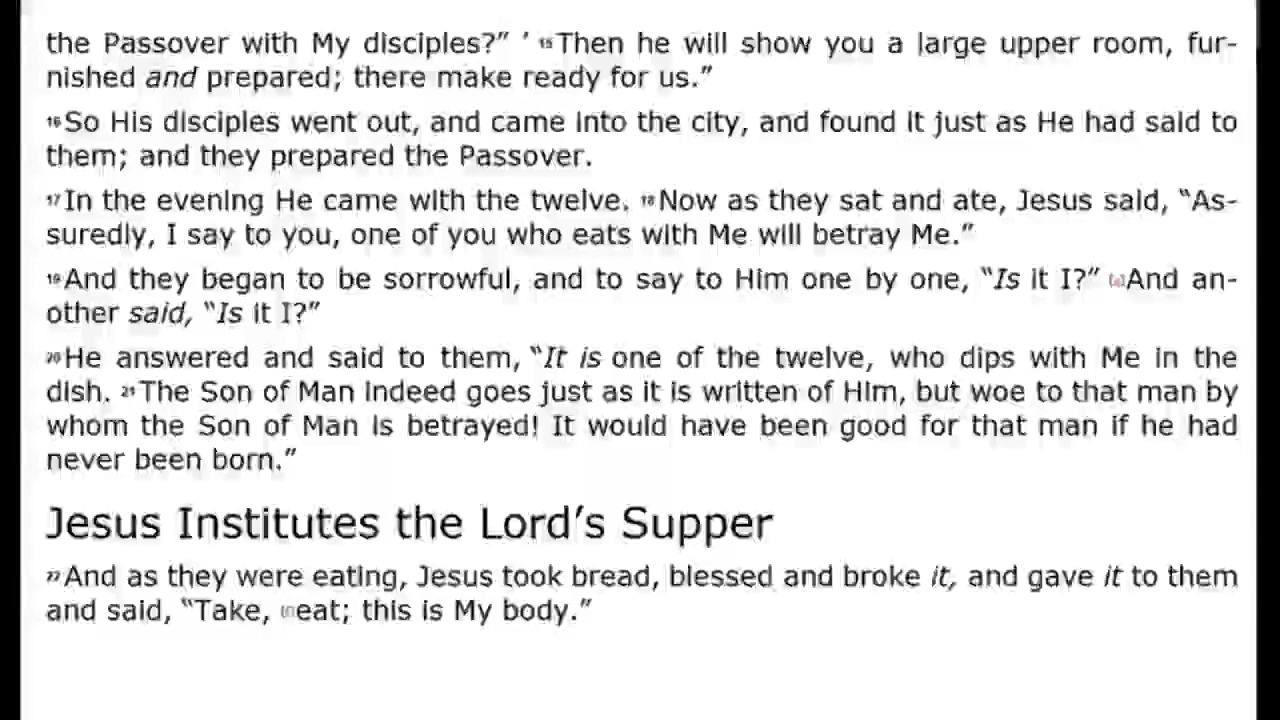 the Passover with My disciples?” ’ 15Then he will show you a large upper room, fur-
nished and prepared; there make ready for us.”
16So His disciples went out, and came into the city, and found it just as He had said to
them; and they prepared the Passover.
17In the evening He came with the twelve. 18Now as they sat and ate, Jesus said, “As-
suredly, I say to you, one of you who eats with Me will betray Me.”
19And they began to be sorrowful, and to say to Him one by one, “Is it I?” And an-
other said, “Is it I?”
20He answered and said to them, “It is one of the twelve, who dips with Me in the
dish. 21The Son of Man indeed goes just as it is written of Him, but woe to that man by
whom the Son of Man is betrayed! It would have been good for that man if he had
never been born.”
Jesus Institutes the Lord’s Supper
22And as they were eating, Jesus took bread, blessed and broke it, and gave it to them
and said, “Take, eat; this is My body.”